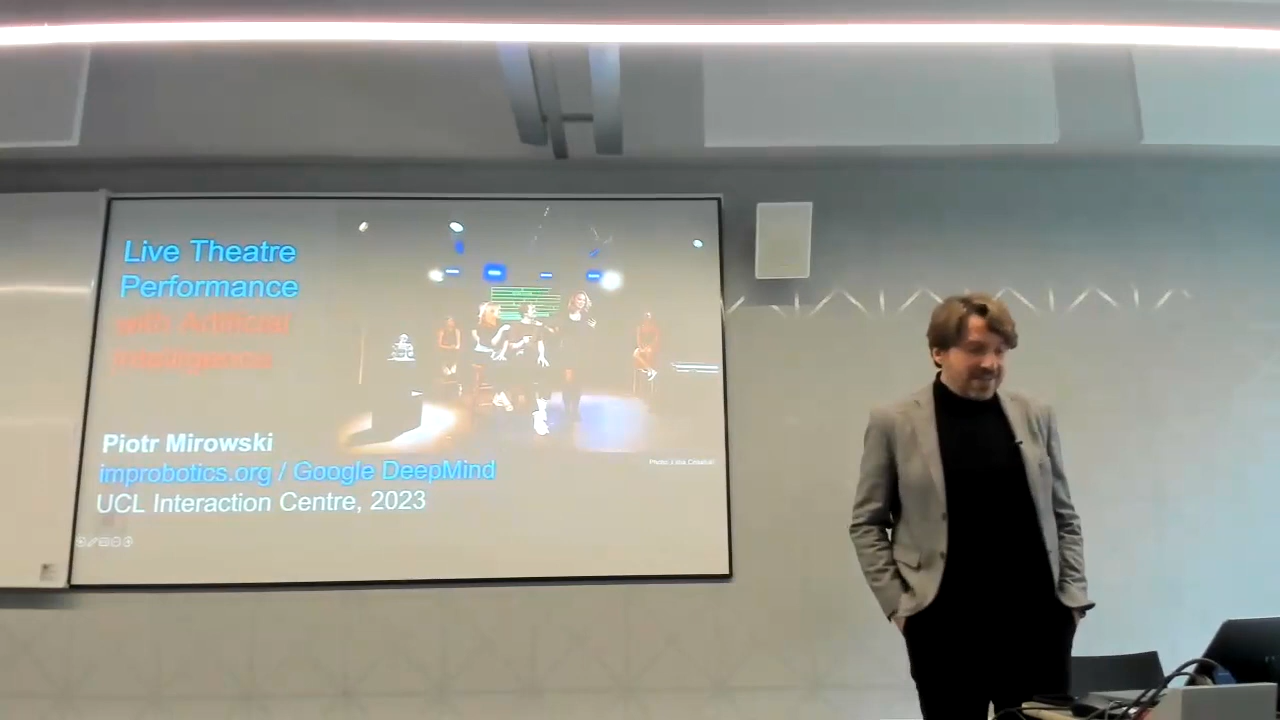 Live Theatre
Performance
with Artificial
Intelligence
Piotr Mirowski
improbotics.org / Google DeepMind
UCL Interaction Centre, 2023